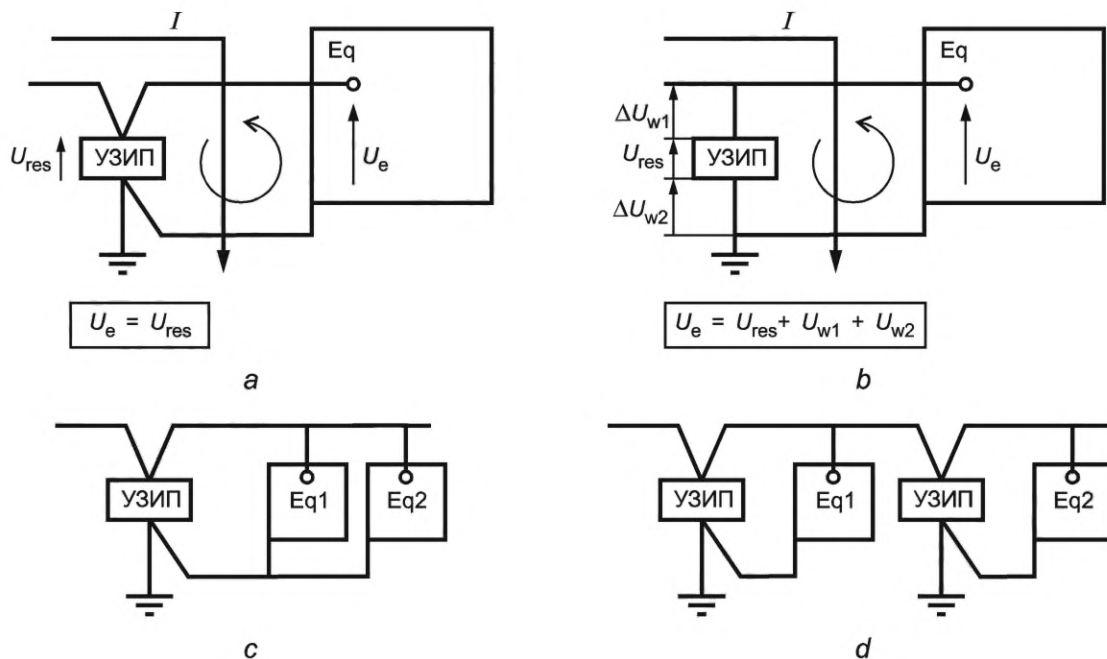 I
Eq
U_res
УЗИП
U_e
U_e = U_res
a
I
Eq
ΔU_w1
U_res
УЗИП
U_e
ΔU_w2
U_e = U_res + U_w1 + U_w2
b
УЗИП
Eq1
Eq2
c
УЗИП
Eq1
УЗИП
Eq2
d